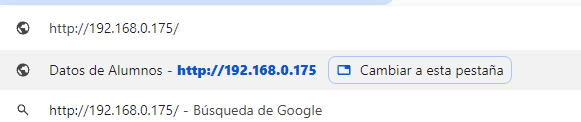 http://192.168.0.175/
Datos de Alumnos - http://192.168.0.175 Cambiar a esta pestaña
http://192.168.0.175/ - Búsqueda de Google